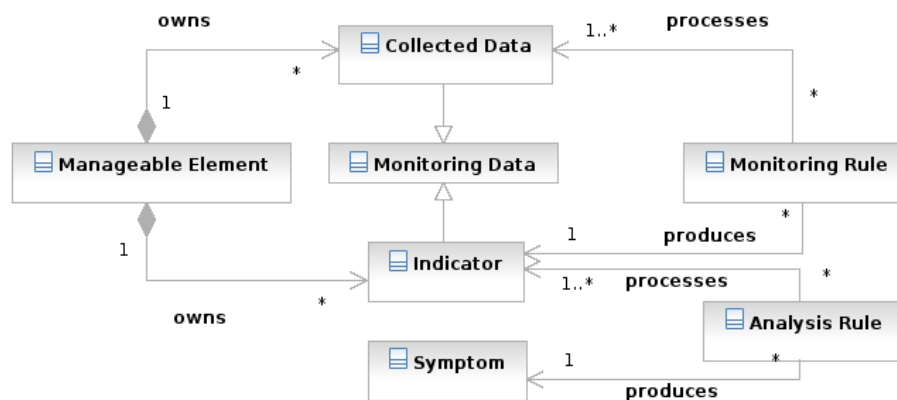 owns
processes
1..*
Collected Data
*
1
*
Manageable Element
Monitoring Data
Monitoring Rule
*
1
produces
1
Indicator
*
1..*
processes
*
owns
Analysis Rule
1
*
Symptom
produces